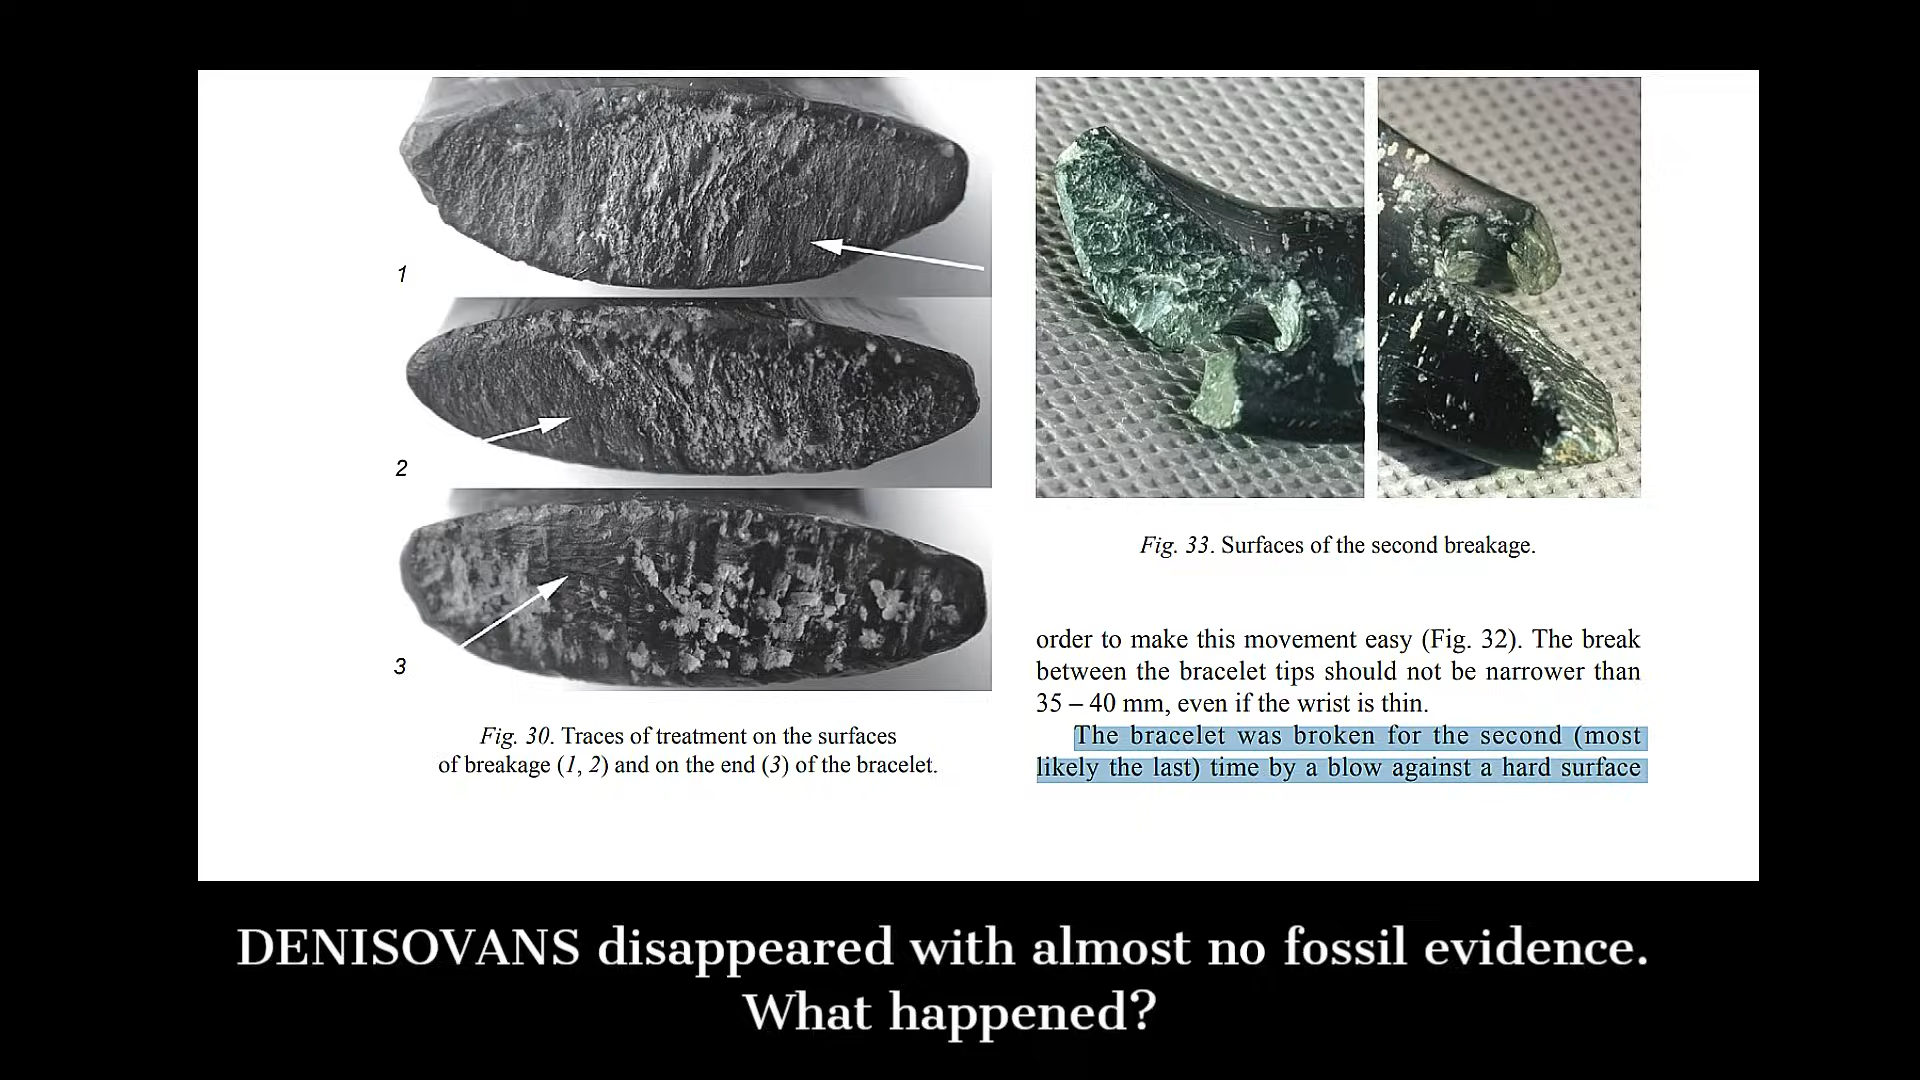 1
2
3
Fig. 30. Traces of treatment on the surfaces
of breakage (1, 2) and on the end (3) of the bracelet.
Fig. 33. Surfaces of the second breakage.
order to make this movement easy (Fig. 32). The break
between the bracelet tips should not be narrower than
35 – 40 mm, even if the wrist is thin.
The bracelet was broken for the second (most
likely the last) time by a blow against a hard surface
DENISOVANS disappeared with almost no fossil evidence.
What happened?